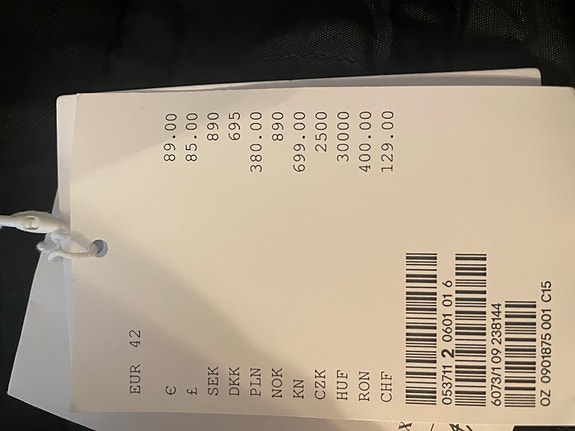 EUR 42
€ 89.00
£ 85.00
SEK 890
DKK 695
PLN 380.00
NOK 890
KN 699.00
CZK 2500
HUF 30000
RON 400.00
CHF 129.00
053711 2 0601 01 6
6073/1 09 238144
OZ 0901875 001 C15